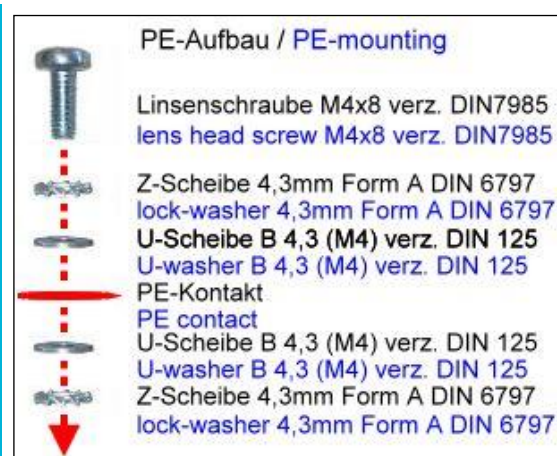 PE-Aufbau / PE-mounting
Linsenschraube M4x8 verz. DIN7985
lens head screw M4x8 verz. DIN7985
Z-Scheibe 4,3mm Form A DIN 6797
lock-washer 4,3mm Form A DIN 6797
U-Scheibe B 4,3 (M4) verz. DIN 125
U-washer B 4,3 (M4) verz. DIN 125
PE-Kontakt
PE contact
U-Scheibe B 4,3 (M4) verz. DIN 125
U-washer B 4,3 (M4) verz. DIN 125
Z-Scheibe 4,3mm Form A DIN 6797
lock-washer 4,3mm Form A DIN 6797